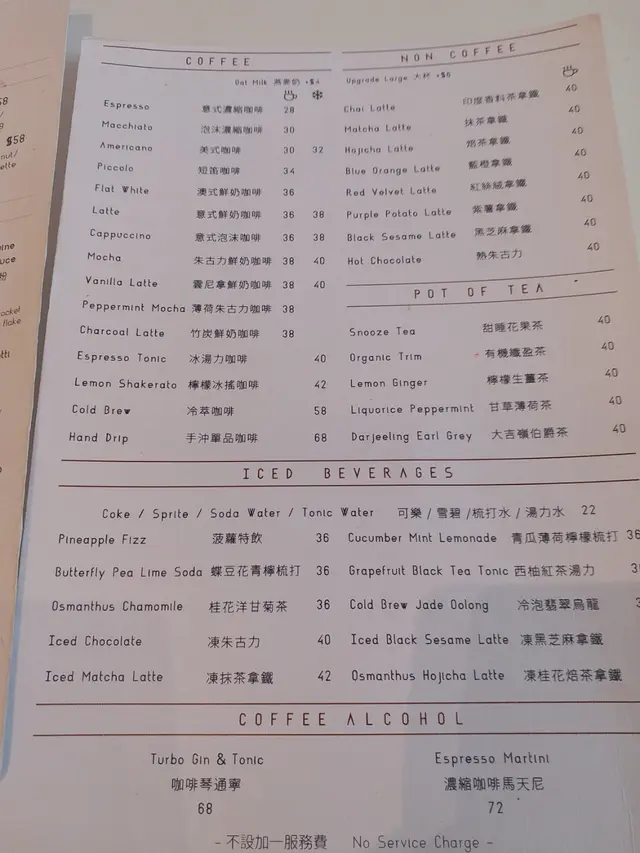 COFFEE
Oat Milk 燕麥奶 +$4
Espresso 意式濃縮咖啡 28
Macchiato 泡沫濃縮咖啡 30
Americano 美式咖啡 30 32
Piccolo 短笛咖啡 34
Flat White 澳式鮮奶咖啡 36
Latte 意式鮮奶咖啡 36 38
Cappuccino 意式泡沫咖啡 36 38
Mocha 朱古力鮮奶咖啡 38 40
Vanilla Latte 雲尼拿鮮奶咖啡 38 40
Peppermint Mocha 薄荷朱古力咖啡 38
Charcoal Latte 竹炭鮮奶咖啡 38
Espresso Tonic 冰湯力咖啡 40
Lemon Shakerato 檸檬冰搖咖啡 42
Cold Brew 冷萃咖啡 58
Hand Drip 手沖單品咖啡 68
NON COFFEE
Upgrade Large 大杯 +$6
Chai Latte 印度香料茶拿鐵 40
Matcha Latte 抹茶拿鐵 40
Hojicha Latte 焙茶拿鐵 40
Blue Orange Latte 藍橙拿鐵 40
Red Velvet Latte 紅絲絨拿鐵 40
Purple Potato Latte 紫薯拿鐵 40
Black Sesame Latte 黑芝麻拿鐵 40
Hot Chocolate 熱朱古力 40
POT OF TEA
Snooze Tea 甜睡花果茶 40
Organic Trim 有機纖盈茶 40
Lemon Ginger 檸檬生薑茶 40
Liquorice Peppermint 甘草薄荷茶 40
Darjeeling Earl Grey 大吉嶺伯爵茶 40
ICED BEVERAGES
Coke / Sprite / Soda Water / Tonic Water 可樂 / 雪碧 /梳打水 / 湯力水 22
Pineapple Fizz 菠蘿特飲 36
Butterfly Pea Lime Soda 蝶豆花青檸梳打 36
Osmanthus Chamomile 桂花洋甘菊茶 36
Iced Chocolate 凍朱古力 40
Iced Matcha Latte 凍抹茶拿鐵 42
Cucumber Mint Lemonade 青瓜薄荷檸檬梳打 36
Grapefruit Black Tea Tonic 西柚紅茶湯力
Cold Brew Jade Oolong 冷泡翡翠烏龍
Iced Black Sesame Latte 凍黑芝麻拿鐵
Osmanthus Hojicha Latte 凍桂花焙茶拿鐵
COFFEE ALCOHOL
Turbo Gin & Tonic
咖啡琴通寧
68
Espresso Martini
濃縮咖啡馬天尼
72
- 不設加一服務費 No Service Charge -
$58